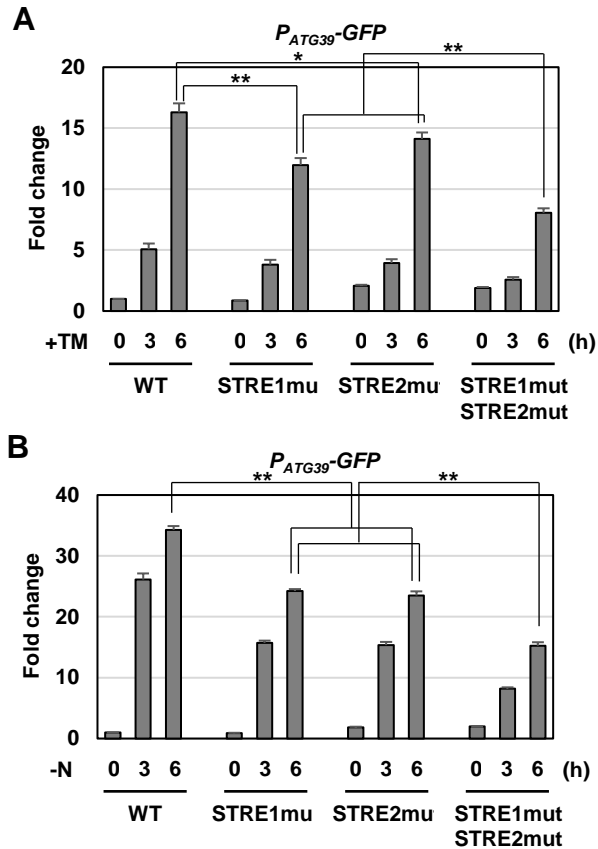 A
P_ATG39-GFP
**
*
**
20
15
10
5
0
Fold change
+TM 0 3 6 0 3 6 0 3 6 0 3 6 (h)
WT STRE1mu STRE2mut STRE1mut
STRE2mut
B
P_ATG39-GFP
** **
40
30
20
10
0
Fold change
-N 0 3 6 0 3 6 0 3 6 0 3 6 (h)
WT STRE1mu STRE2mut STRE1mut
STRE2mut